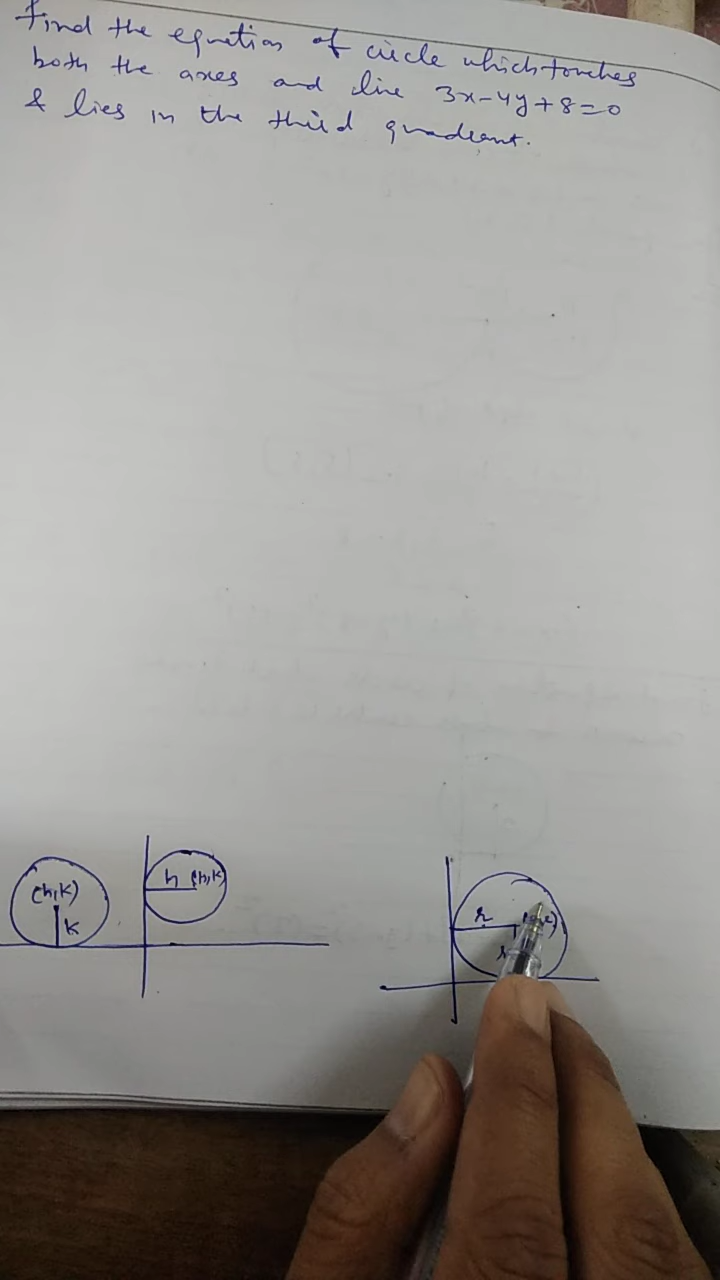 Find the equation of circle which touches
both the axes and line 3x-4y+8=0
& lies in the third quadrant.
(h,k)
k
h (h,k)
r